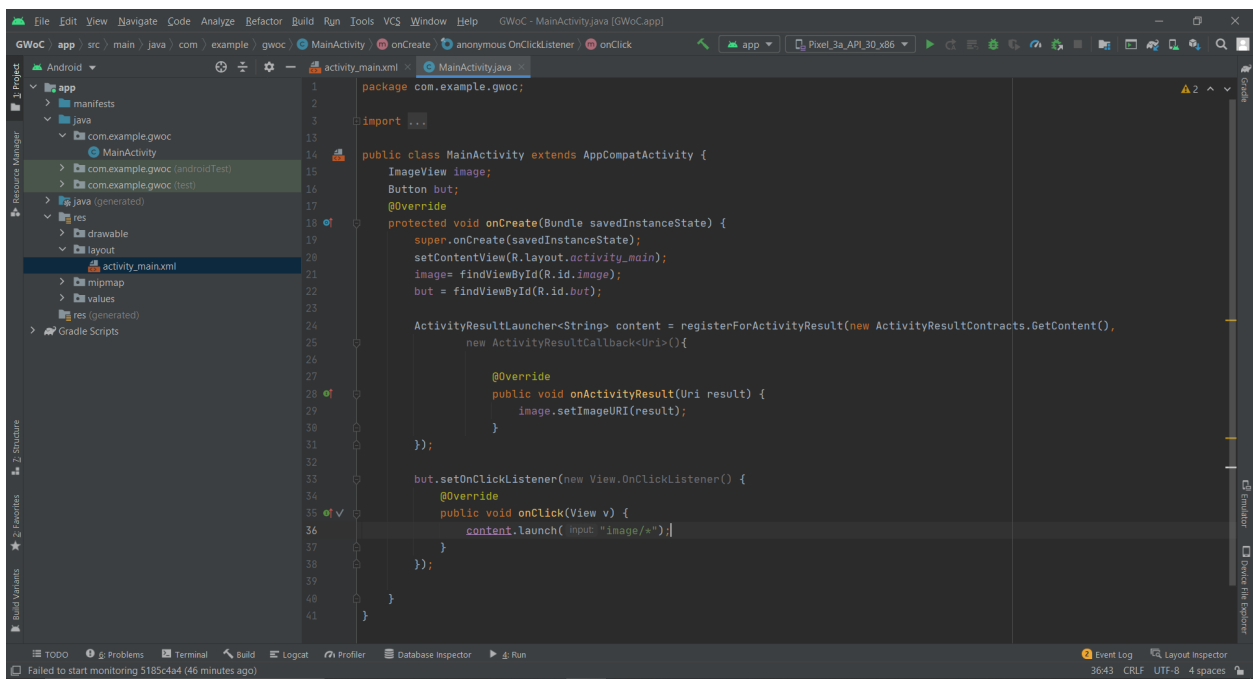 File Edit View Navigate Code Analyze Refactor Build Run Tools VCS Window Help GWoC - MainActivity.java [GWoC.app]
GWoC app src main java com example gwoc MainActivity onCreate anonymous OnClickListener onClick app Pixel_3a_API_30_x86
Android activity_main.xml MainActivity.java
1: Project
Resource Manager
2: Structure
2: Favorites
Build Variants
app
manifests
java
com.example.gwoc
MainActivity
com.example.gwoc (androidTest)
com.example.gwoc (test)
java (generated)
res
drawable
layout
activity_main.xml
mipmap
values
res (generated)
Gradle Scripts
1 package com.example.gwoc;
2
3 import ...
13
14 public class MainActivity extends AppCompatActivity {
15 ImageView image;
16 Button but;
17 @Override
18 protected void onCreate(Bundle savedInstanceState) {
19 super.onCreate(savedInstanceState);
20 setContentView(R.layout.activity_main);
21 image= findViewById(R.id.image);
22 but = findViewById(R.id.but);
23
24 ActivityResultLauncher<String> content = registerForActivityResult(new ActivityResultContracts.GetContent(),
25 new ActivityResultCallback<Uri>(){
26
27 @Override
28 public void onActivityResult(Uri result) {
29 image.setImageURI(result);
30 }
31 });
32
33 but.setOnClickListener(new View.OnClickListener() {
34 @Override
35 public void onClick(View v) {
36 content.launch( input: "image/*");
37 }
38 });
39
40 }
41 }
2
Gradle
Emulator
Device File Explorer
TODO 6: Problems Terminal Build Logcat Profiler Database Inspector 4: Run 2 Event Log Layout Inspector
Failed to start monitoring 5185c4a4 (46 minutes ago) 36:43 CRLF UTF-8 4 spaces